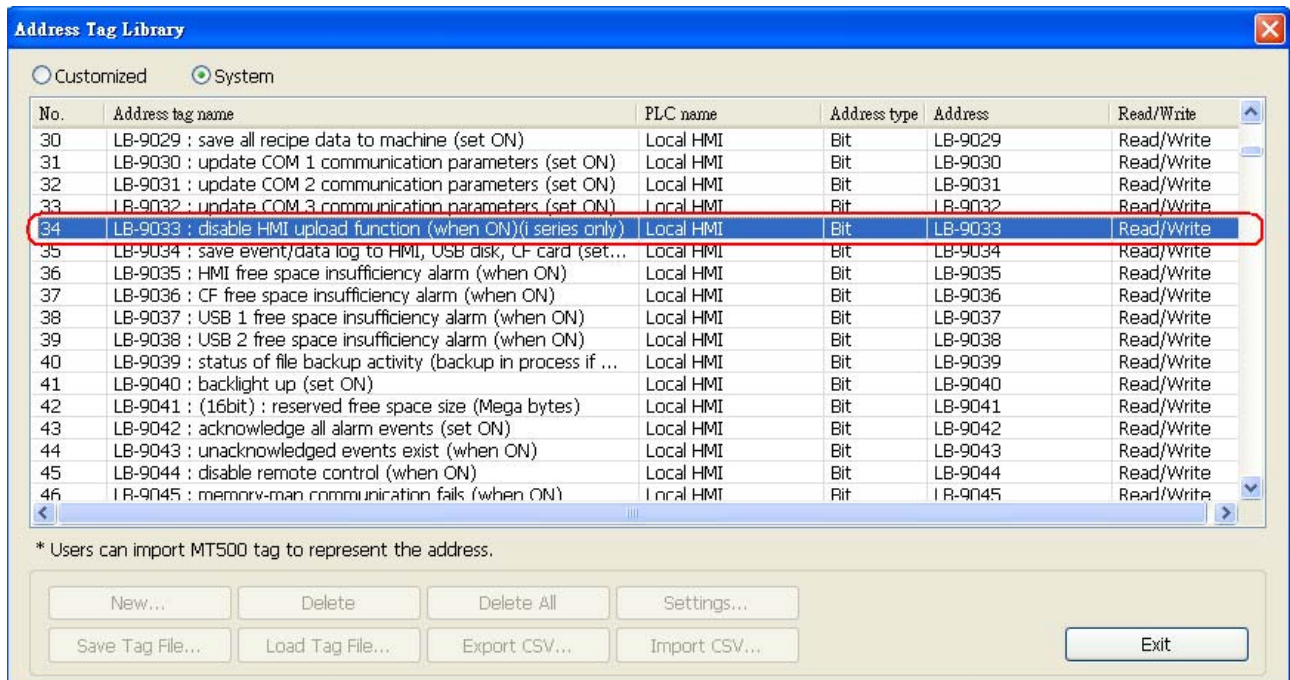 Address Tag Library
Customized System
No. Address tag name PLC name Address type Address Read/Write
30 LB-9029 : save all recipe data to machine (set ON) Local HMI Bit LB-9029 Read/Write
31 LB-9030 : update COM 1 communication parameters (set ON) Local HMI Bit LB-9030 Read/Write
32 LB-9031 : update COM 2 communication parameters (set ON) Local HMI Bit LB-9031 Read/Write
33 LB-9032 : update COM 3 communication parameters (set ON) Local HMI Bit LB-9032 Read/Write
34 LB-9033 : disable HMI upload function (when ON)(i series only) Local HMI Bit LB-9033 Read/Write
35 LB-9034 : save event/data log to HMI, USB disk, CF card (set... Local HMI Bit LB-9034 Read/Write
36 LB-9035 : HMI free space insufficiency alarm (when ON) Local HMI Bit LB-9035 Read/Write
37 LB-9036 : CF free space insufficiency alarm (when ON) Local HMI Bit LB-9036 Read/Write
38 LB-9037 : USB 1 free space insufficiency alarm (when ON) Local HMI Bit LB-9037 Read/Write
39 LB-9038 : USB 2 free space insufficiency alarm (when ON) Local HMI Bit LB-9038 Read/Write
40 LB-9039 : status of file backup activity (backup in process if ... Local HMI Bit LB-9039 Read/Write
41 LB-9040 : backlight up (set ON) Local HMI Bit LB-9040 Read/Write
42 LB-9041 : (16bit) : reserved free space size (Mega bytes) Local HMI Bit LB-9041 Read/Write
43 LB-9042 : acknowledge all alarm events (set ON) Local HMI Bit LB-9042 Read/Write
44 LB-9043 : unacknowledged events exist (when ON) Local HMI Bit LB-9043 Read/Write
45 LB-9044 : disable remote control (when ON) Local HMI Bit LB-9044 Read/Write
46 LB-9045 : memory-map communication fails (when ON) Local HMI Bit LB-9045 Read/Write
* Users can import MT500 tag to represent the address.
New... Delete Delete All Settings...
Save Tag File... Load Tag File... Export CSV... Import CSV... Exit